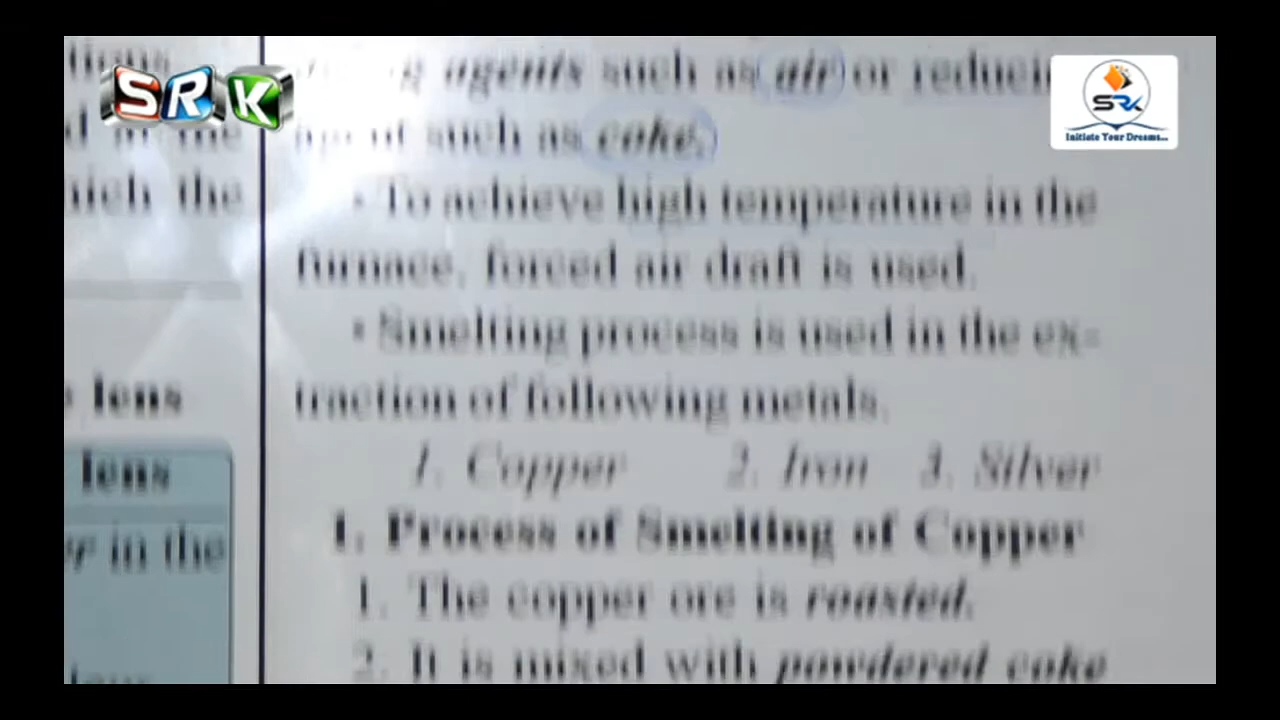 SRK
SRK
Initiate Your Dreams...
agents such as air or
such as coke.
• To achieve high temperature in the
furnace, forced air draft is used.
• Smelting process is used in the ex-
traction of following metals.
1. Copper 2. Iron 3. Silver
1. Process of Smelting of Copper
1. The copper ore is roasted.
2. It is mixed with powdered coke
the
the
lens
lens
in the